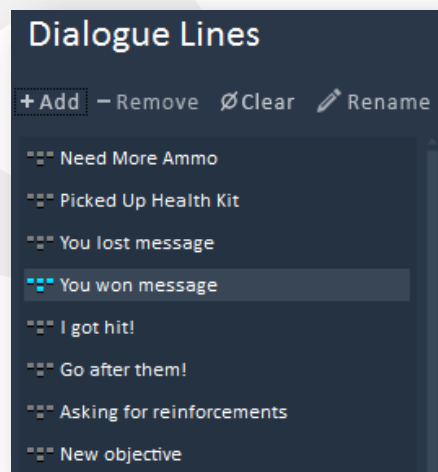 Dialogue Lines
+ Add – Remove Ø Clear Rename
Need More Ammo
Picked Up Health Kit
You lost message
You won message
I got hit!
Go after them!
Asking for reinforcements
New objective